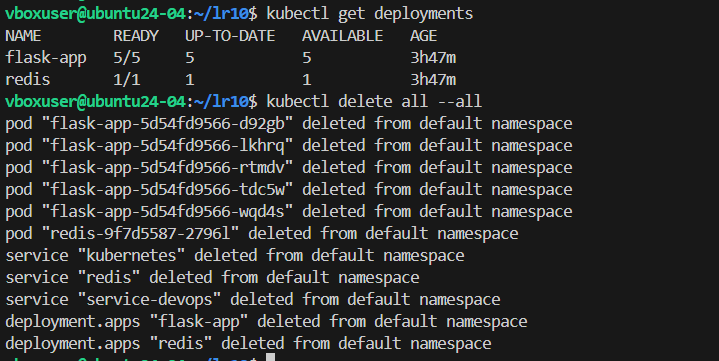 vboxuser@ubuntu24-04:~/lr10$ kubectl get deployments
NAME        READY   UP-TO-DATE   AVAILABLE   AGE
flask-app   5/5     5            5           3h47m
redis       1/1     1            1           3h47m
vboxuser@ubuntu24-04:~/lr10$ kubectl delete all --all
pod "flask-app-5d54fd9566-d92gb" deleted from default namespace
pod "flask-app-5d54fd9566-lkhrq" deleted from default namespace
pod "flask-app-5d54fd9566-rtmdv" deleted from default namespace
pod "flask-app-5d54fd9566-tdc5w" deleted from default namespace
pod "flask-app-5d54fd9566-wqd4s" deleted from default namespace
pod "redis-9f7d5587-2796l" deleted from default namespace
service "kubernetes" deleted from default namespace
service "redis" deleted from default namespace
service "service-devops" deleted from default namespace
deployment.apps "flask-app" deleted from default namespace
deployment.apps "redis" deleted from default namespace